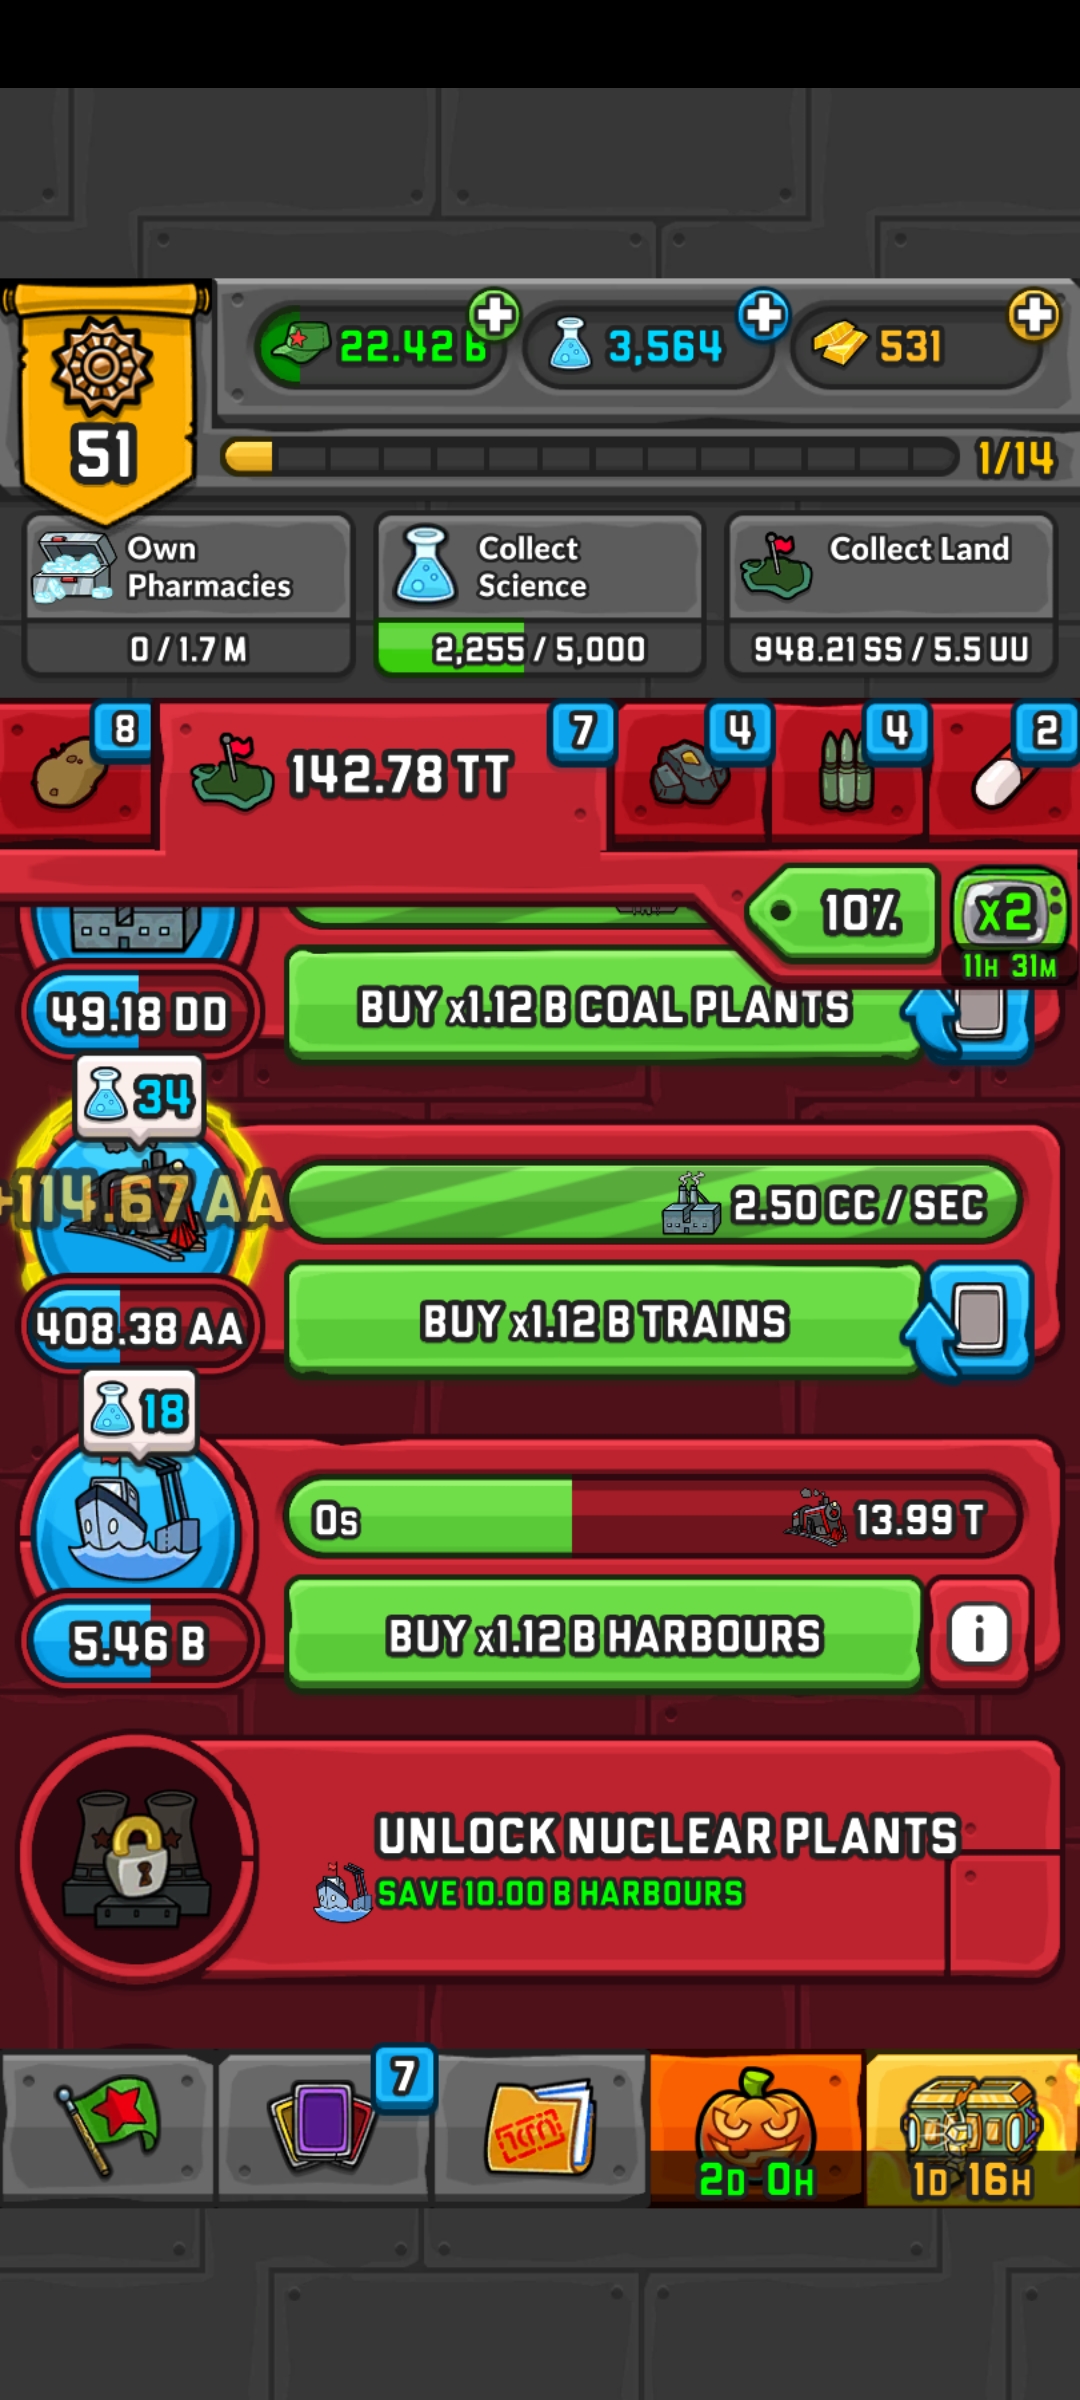 22.42 B
3,564
531
51
1/14
Own
Pharmacies
Collect
Science
Collect Land
0 / 1.7 M
2,255 / 5,000
948.21 SS / 5.5 UU
8
142.78 TT
7
4
4
2
10%
x2
11H 31M
49.18 DD
BUY x1.12 B COAL PLANTS
34
+114.67 AA
2.50 CC / SEC
408.38 AA
BUY x1.12 B TRAINS
18
0s
13.99 T
5.46 B
BUY x1.12 B HARBOURS
i
UNLOCK NUCLEAR PLANTS
SAVE 10.00 B HARBOURS
7
2D 0H
1D 16H